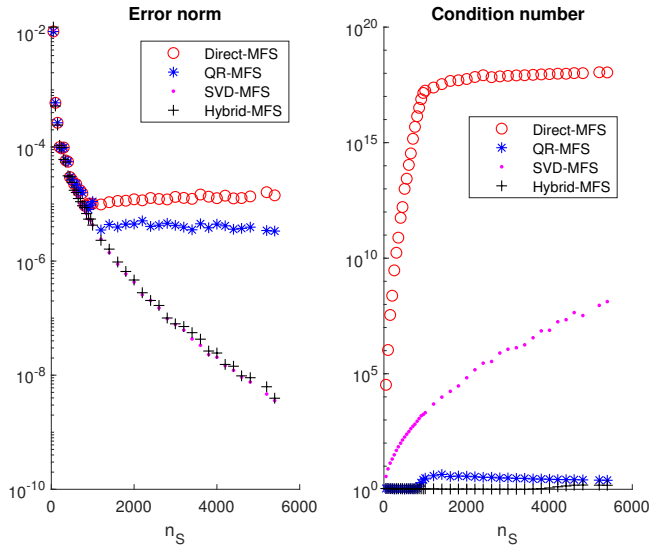 Error norm
10^-2
10^-4
10^-6
10^-8
10^-10
0
2000
4000
6000
n_S
Direct-MFS
QR-MFS
SVD-MFS
Hybrid-MFS
Condition number
10^20
10^15
10^10
10^5
10^0
0
2000
4000
6000
n_S
Direct-MFS
QR-MFS
SVD-MFS
Hybrid-MFS